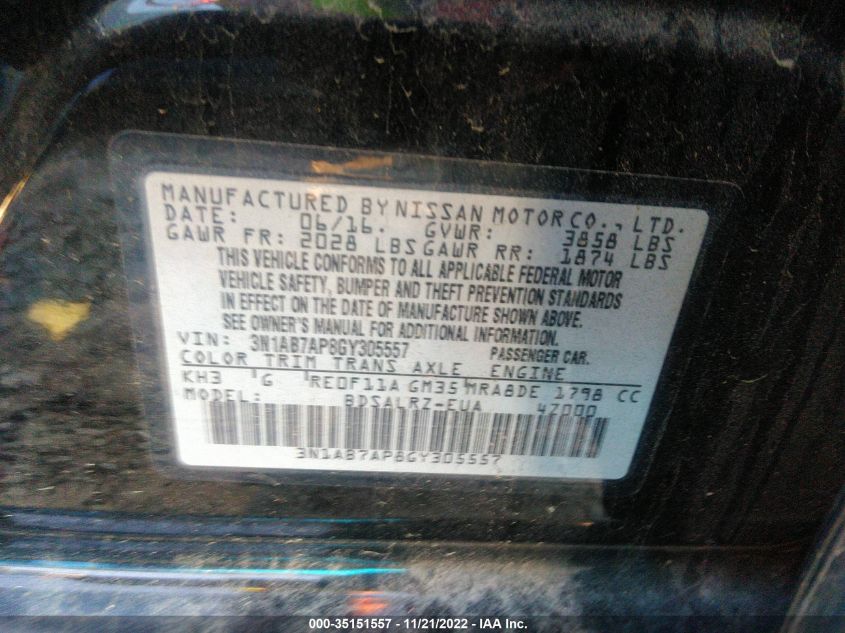 MANUFACTURED BY NISSAN MOTOR CO., LTD.
DATE: 06/16. GVWR: 3858 LBS
GAWR FR: 2028 LBS GAWR RR: 1874 LBS
THIS VEHICLE CONFORMS TO ALL APPLICABLE FEDERAL MOTOR
VEHICLE SAFETY, BUMPER AND THEFT PREVENTION STANDARDS
IN EFFECT ON THE DATE OF MANUFACTURE SHOWN ABOVE.
SEE OWNER'S MANUAL FOR ADDITIONAL INFORMATION.
VIN: 3N1AB7AP8GY305557 PASSENGER CAR.
COLOR TRIM TRANS AXLE ENGINE
KH3 G RE0F11A GM35 MRA8DE 1798 CC
MODEL: BDSALRZ-EUA 47000
3N1AB7AP8GY305557
000-35151557 - 11/21/2022 - IAA Inc.